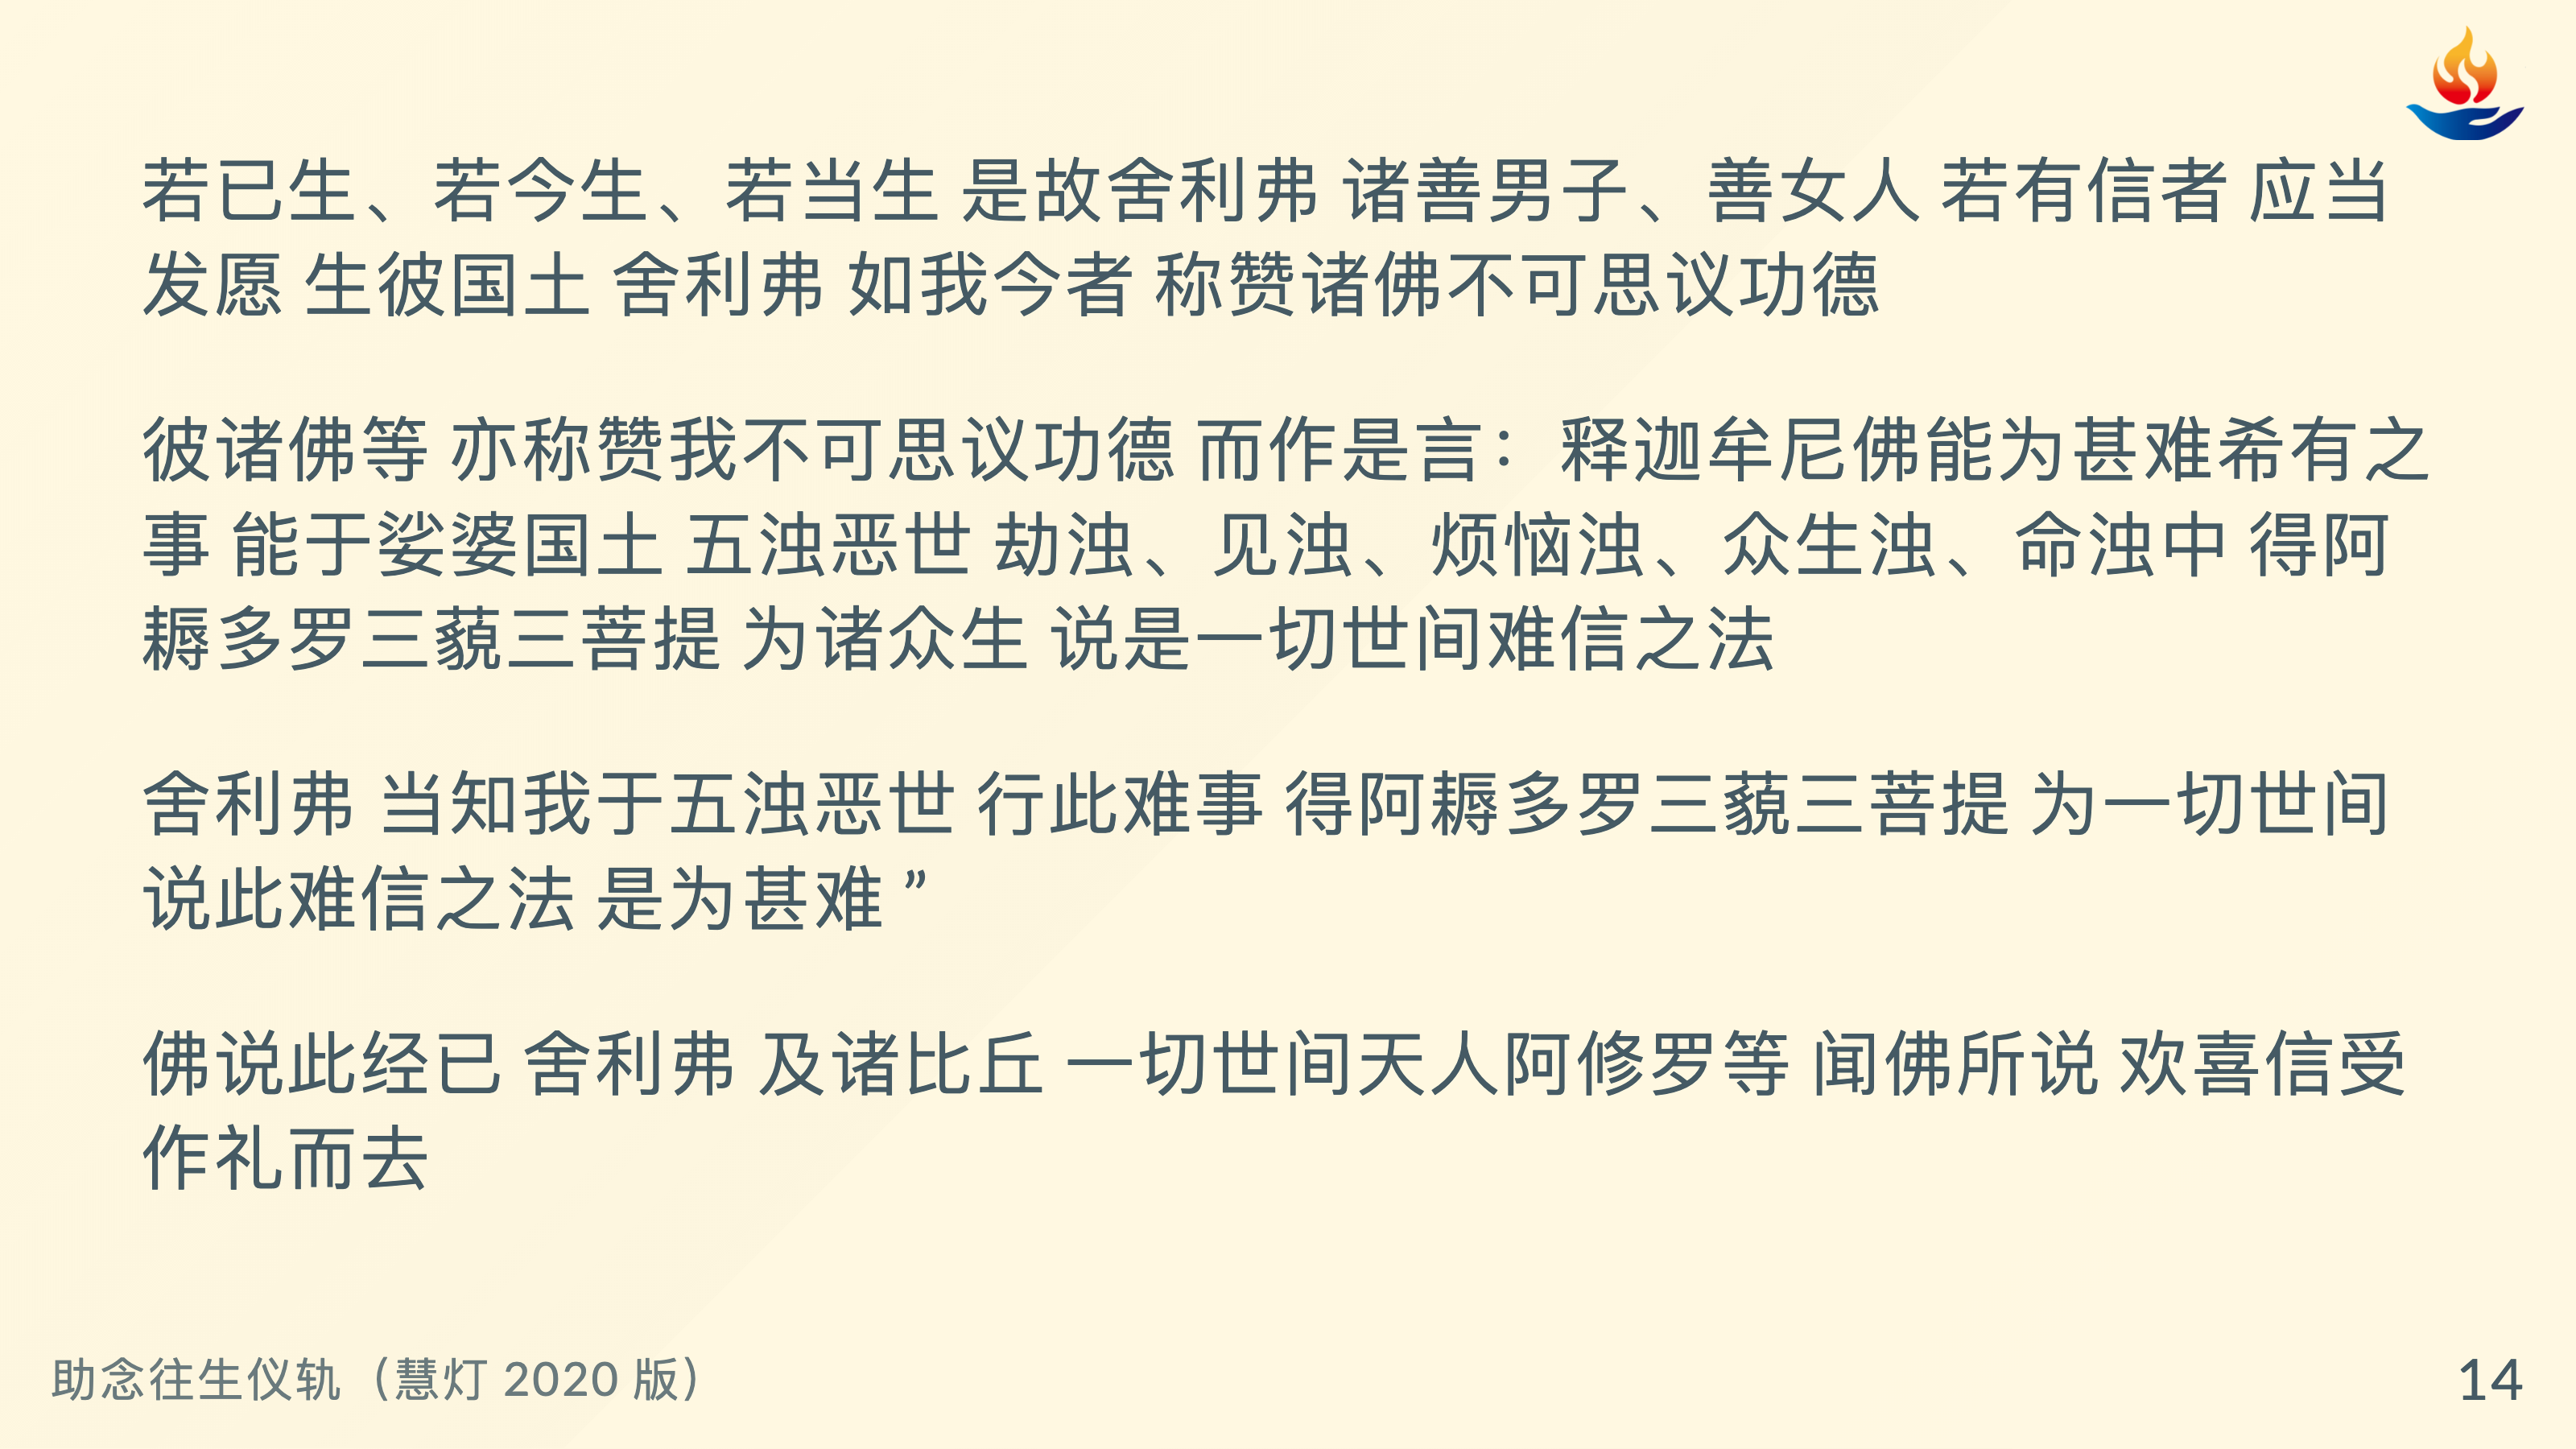 若已生、若今生、若当生 是故舍利弗 诸善男子、善女人 若有信者 应当
发愿 生彼国土 舍利弗 如我今者 称赞诸佛不可思议功德
彼诸佛等 亦称赞我不可思议功德 而作是言：释迦牟尼佛能为甚难希有之
事 能于娑婆国土 五浊恶世 劫浊、见浊、烦恼浊、众生浊、命浊中 得阿
耨多罗三藐三菩提 为诸众生 说是一切世间难信之法
舍利弗 当知我于五浊恶世 行此难事 得阿耨多罗三藐三菩提 为一切世间
说此难信之法 是为甚难 ”
佛说此经已 舍利弗 及诸比丘 一切世间天人阿修罗等 闻佛所说 欢喜信受
作礼而去
助念往生仪轨（慧灯 2020 版）
14